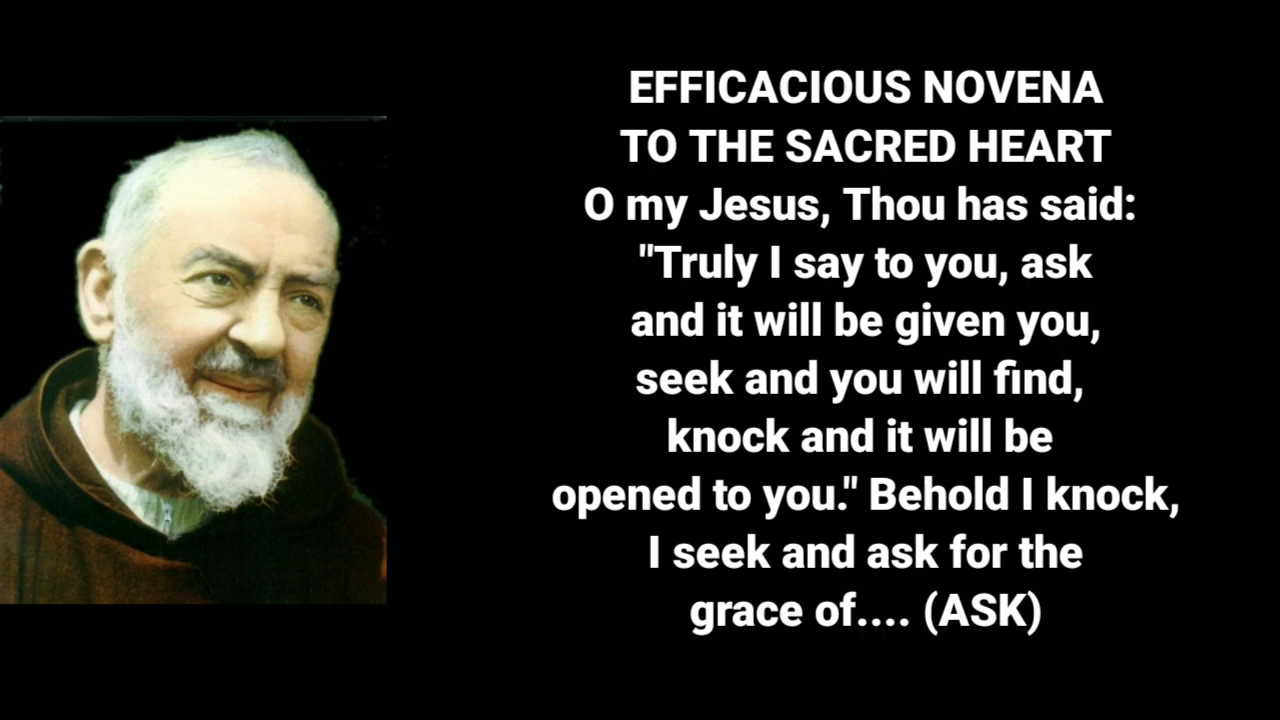 EFFICACIOUS NOVENA
TO THE SACRED HEART
O my Jesus, Thou has said:
"Truly I say to you, ask
and it will be given you,
seek and you will find,
knock and it will be
opened to you." Behold I knock,
I seek and ask for the
grace of.... (ASK)